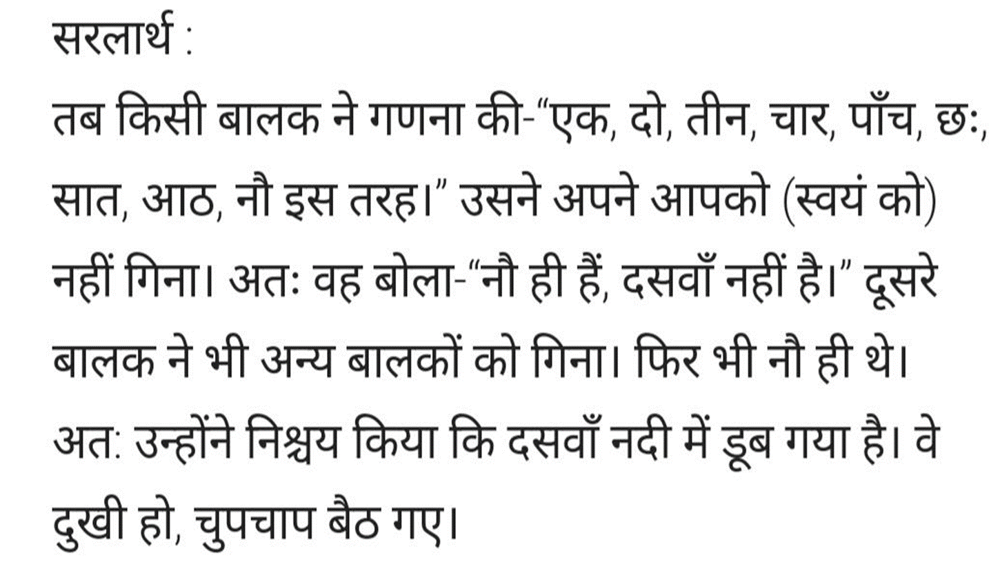 सरलार्थ :
तब किसी बालक ने गणना की-“एक, दो, तीन, चार, पाँच, छः,
सात, आठ, नौ इस तरह।” उसने अपने आपको (स्वयं को)
नहीं गिना। अतः वह बोला-“नौ ही हैं, दसवाँ नहीं है।” दूसरे
बालक ने भी अन्य बालकों को गिना। फिर भी नौ ही थे।
अत: उन्होंने निश्चय किया कि दसवाँ नदी में डूब गया है। वे
दुखी हो, चुपचाप बैठ गए।